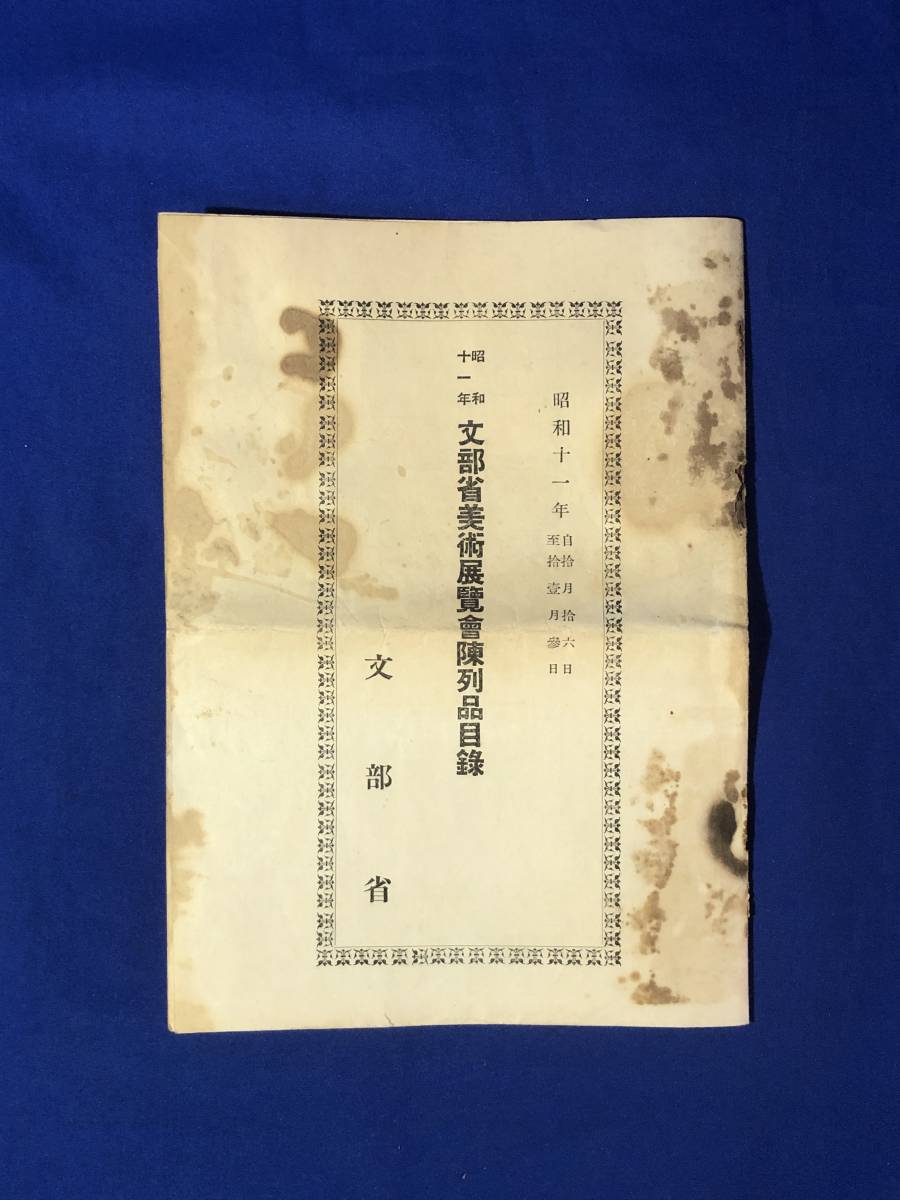 昭和十一年 自拾月拾六日 至拾壹月參日
昭和十一年 文部省美術展覽會陳列品目錄
文部省